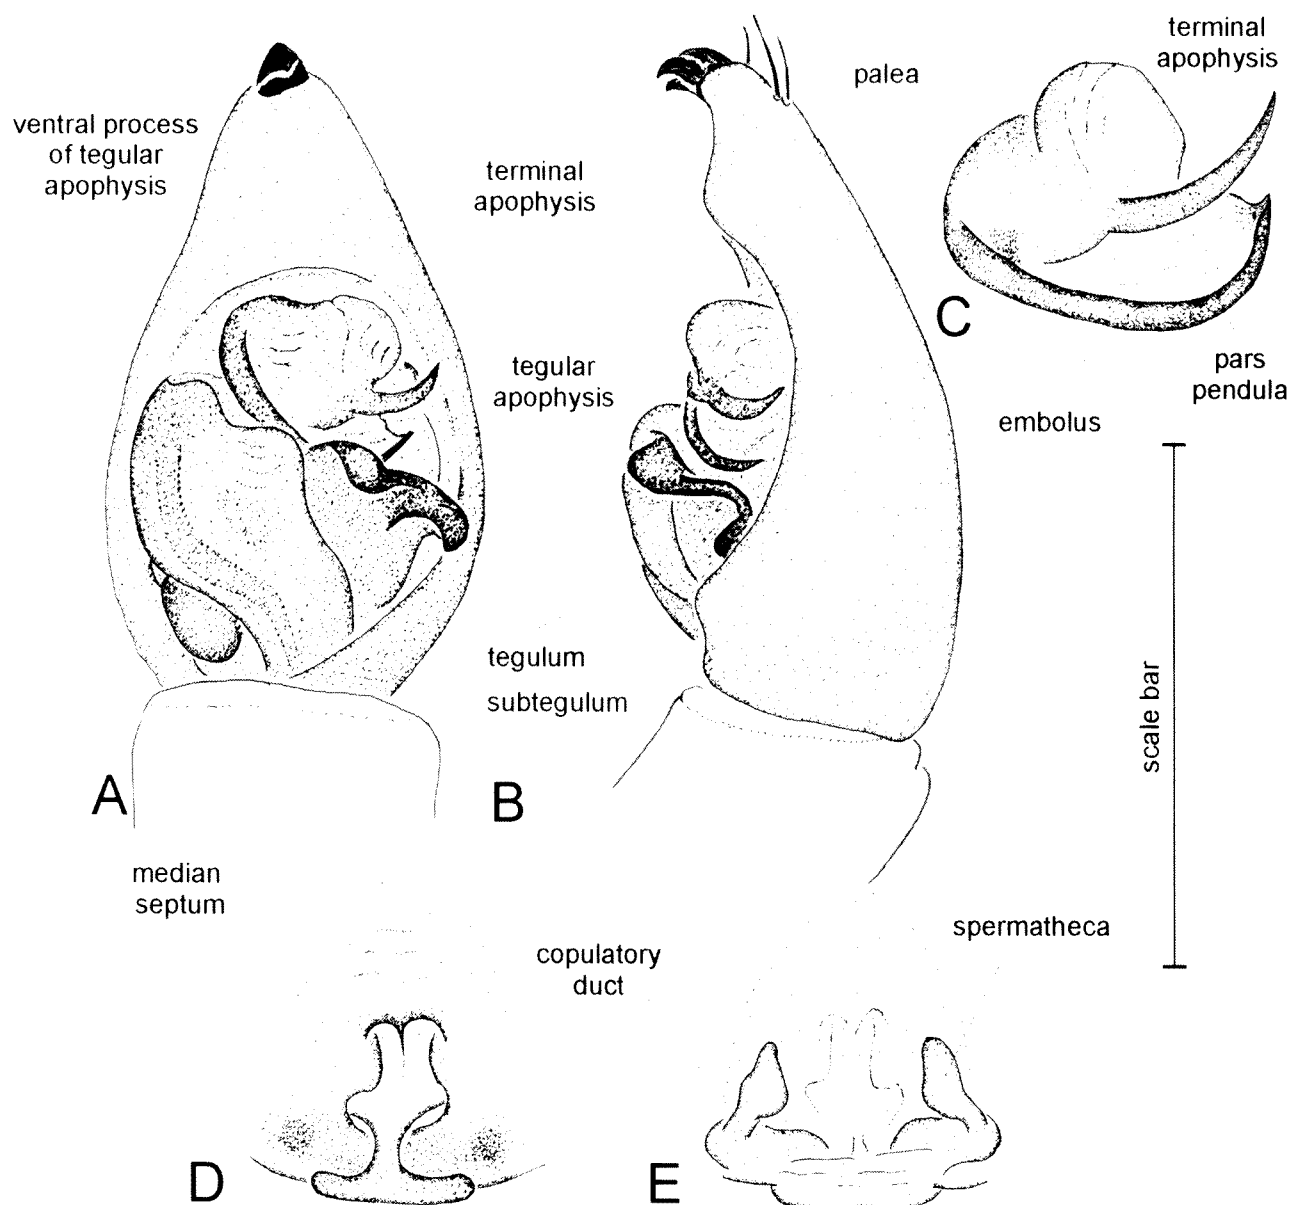 terminal
apophysis
palea
ventral process
of tegular
apophysis
terminal
apophysis
C
tegular
apophysis
pars
pendula
embolus
tegulum
subtegulum
scale bar
A
B
median
septum
copulatory
duct
spermatheca
D
E